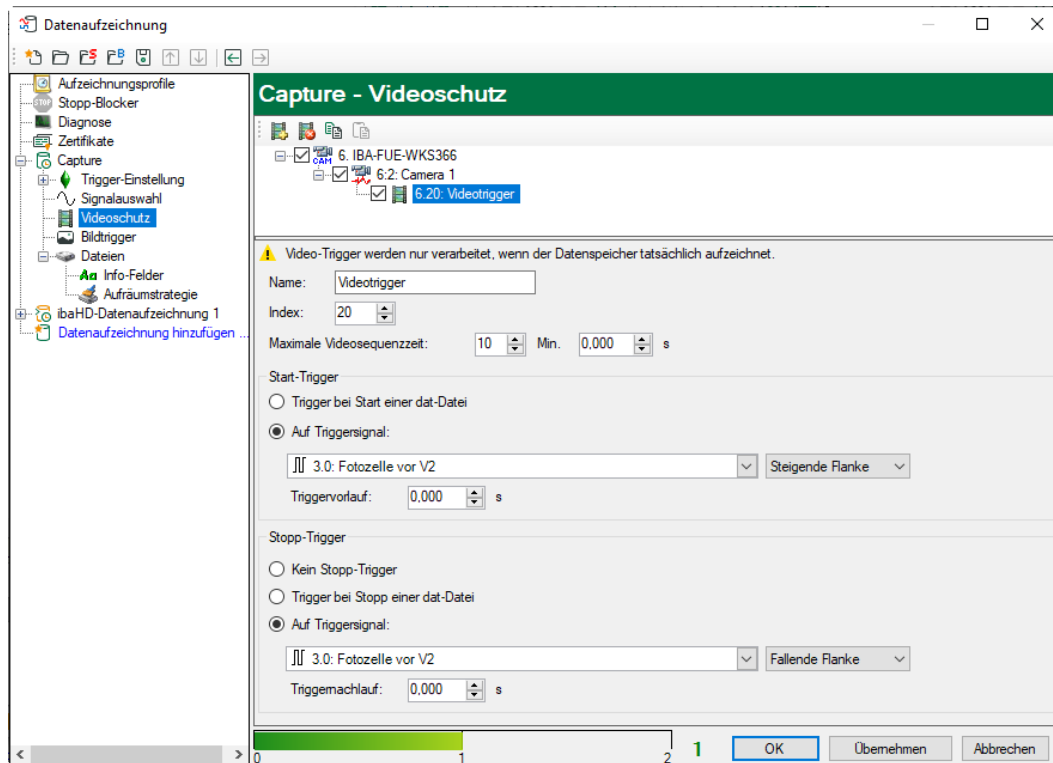 Datenaufzeichnung
Aufzeichnungsprofile
STOP Stopp-Blocker
Diagnose
Zertifikate
Capture
Trigger-Einstellung
Signalauswahl
Videoschutz
Bildtrigger
Dateien
Aa Info-Felder
Aufräumstrategie
ibaHD-Datenaufzeichnung 1
Datenaufzeichnung hinzufügen ...
Capture - Videoschutz
CAM 6. IBA-FUE-WKS366
6:2: Camera 1
6.20: Videotrigger
Video-Trigger werden nur verarbeitet, wenn der Datenspeicher tatsächlich aufzeichnet.
Name: Videotrigger
Index: 20
Maximale Videosequenzzeit: 10 Min. 0,000 s
Start-Trigger
Trigger bei Start einer dat-Datei
Auf Triggersignal:
3.0: Fotozelle vor V2 Steigende Flanke
Triggervorlauf: 0,000 s
Stopp-Trigger
Kein Stopp-Trigger
Trigger bei Stopp einer dat-Datei
Auf Triggersignal:
3.0: Fotozelle vor V2 Fallende Flanke
Triggernachlauf: 0,000 s
0 1 2 1 OK Übernehmen Abbrechen